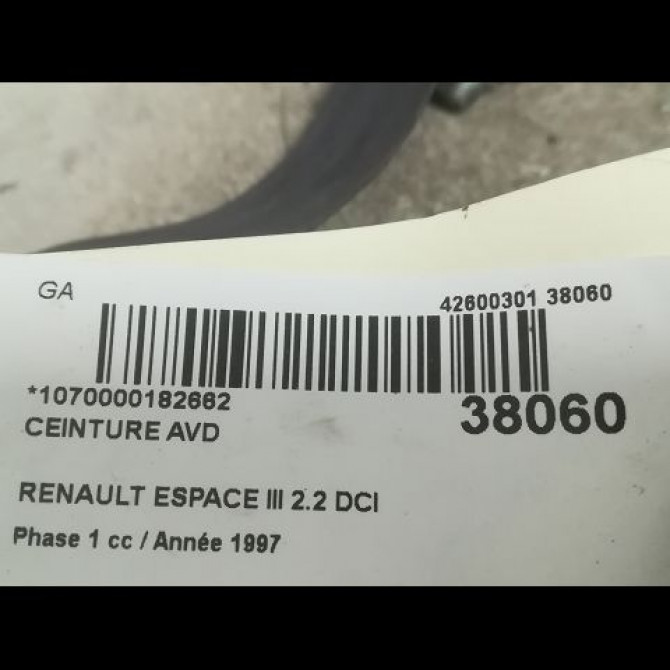 GA
42600301 38060
*1070000182662
38060
CEINTURE AVD
RENAULT ESPACE III 2.2 DCI
Phase 1 cc / Année 1997